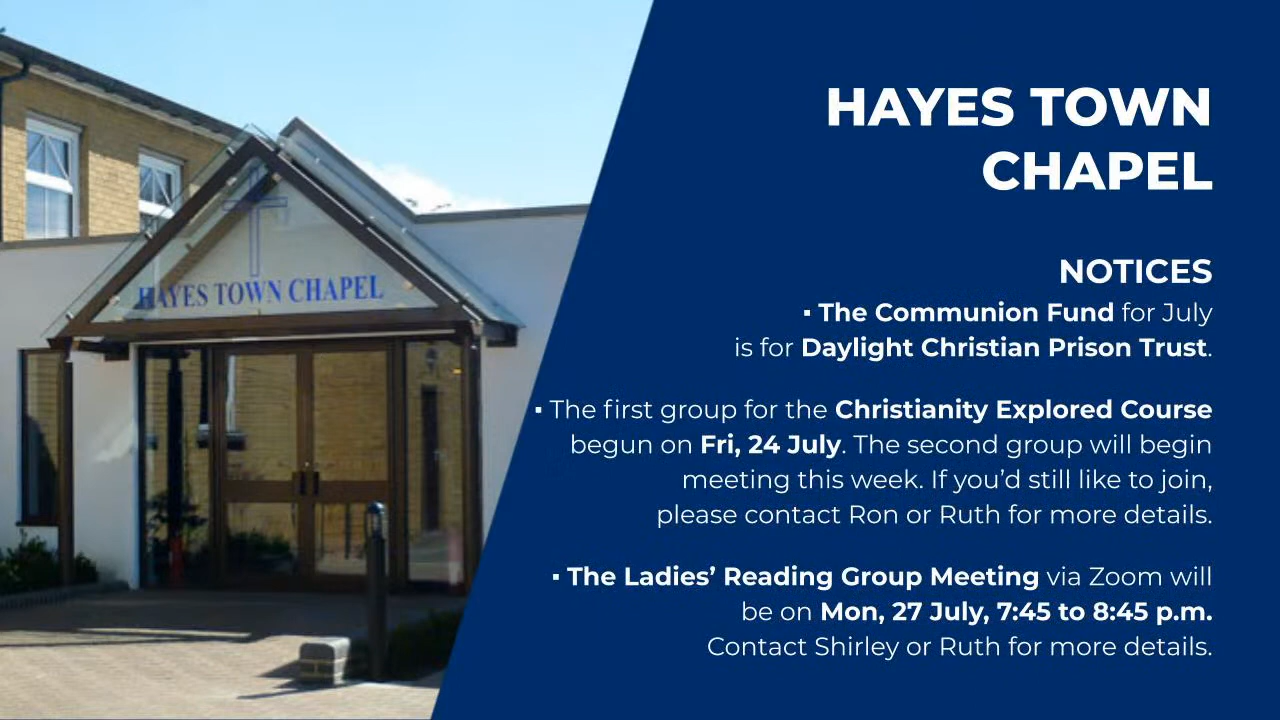 HAYES TOWN CHAPEL
HAYES TOWN
CHAPEL
NOTICES
▪ The Communion Fund for July
is for Daylight Christian Prison Trust.
▪ The first group for the Christianity Explored Course
begun on Fri, 24 July. The second group will begin
meeting this week. If you’d still like to join,
please contact Ron or Ruth for more details.
▪ The Ladies’ Reading Group Meeting via Zoom will
be on Mon, 27 July, 7:45 to 8:45 p.m.
Contact Shirley or Ruth for more details.